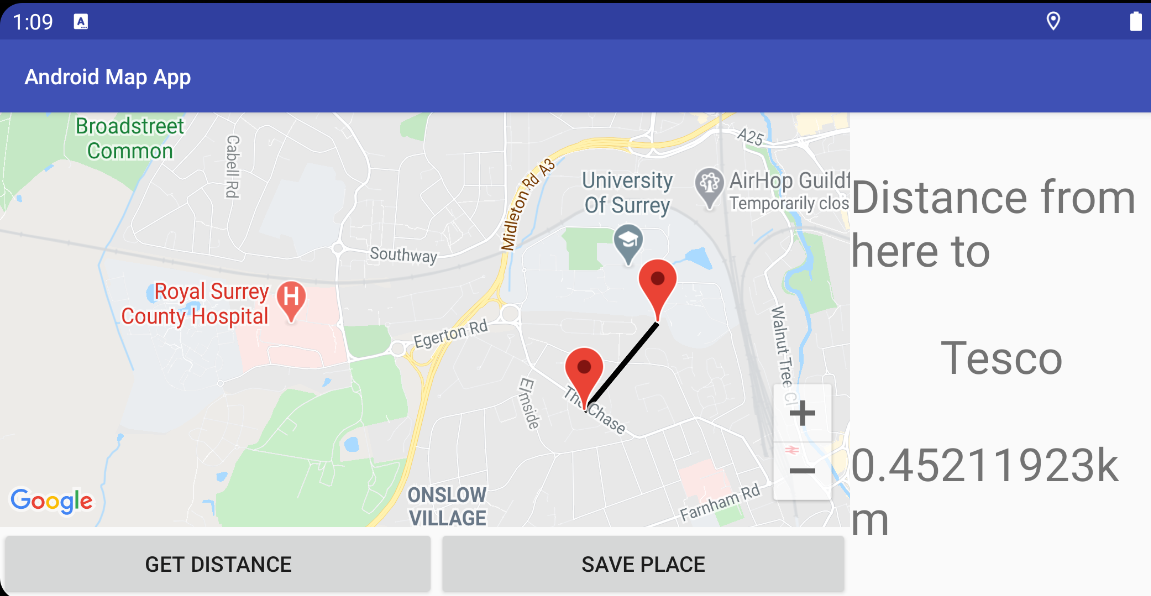 1:09 A
Android Map App
Broadstreet
Common
Cabell Rd
Midleton Rd A3
A25
University
Of Surrey
AirHop Guildf
Temporarily clos
Southway
Royal Surrey
County Hospital
H
Egerton Rd
Elmside
The Chase
Walnut Tree Cl
ONSLOW
VILLAGE
Farnham Rd
Google
+
−
Distance from
here to
Tesco
0.45211923k
m
GET DISTANCE
SAVE PLACE